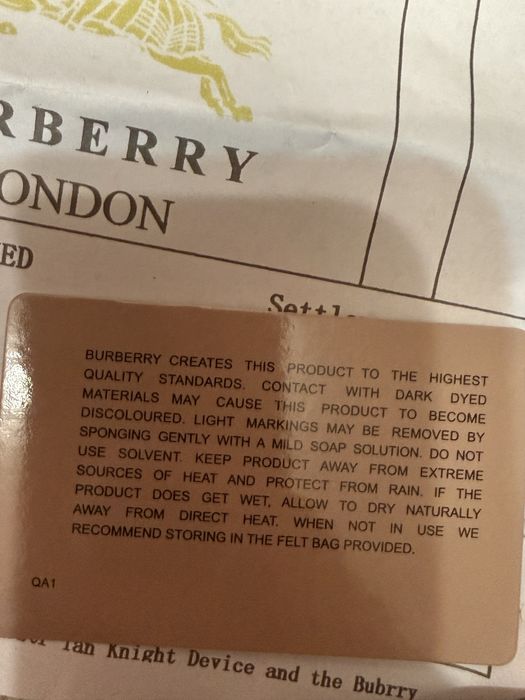 RBERRY
ONDON
ED
BURBERRY CREATES THIS PRODUCT TO THE HIGHEST
QUALITY STANDARDS. CONTACT WITH DARK DYED
MATERIALS MAY CAUSE THIS PRODUCT TO BECOME
DISCOLOURED. LIGHT MARKINGS MAY BE REMOVED BY
SPONGING GENTLY WITH A MILD SOAP SOLUTION. DO NOT
USE SOLVENT. KEEP PRODUCT AWAY FROM EXTREME
SOURCES OF HEAT AND PROTECT FROM RAIN. IF THE
PRODUCT DOES GET WET, ALLOW TO DRY NATURALLY
AWAY FROM DIRECT HEAT. WHEN NOT IN USE WE
RECOMMEND STORING IN THE FELT BAG PROVIDED.
QA1
Knight Device and the Bubrry